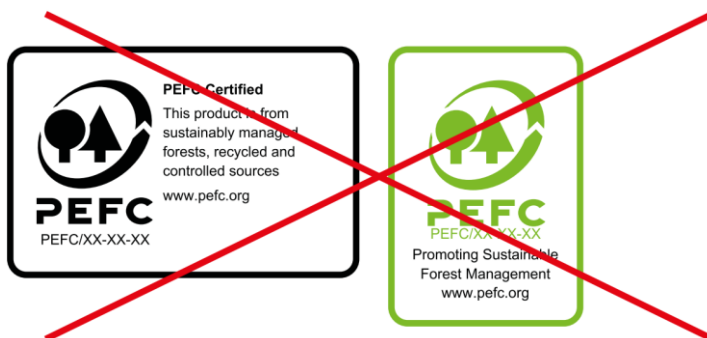 PEFC Certified
This product is from
sustainably managed
forests, recycled and
controlled sources
www.pefc.org
PEFC
PEFC/XX-XX-XX
PEFC
PEFC/XX-XX-XX
Promoting Sustainable
Forest Management
www.pefc.org